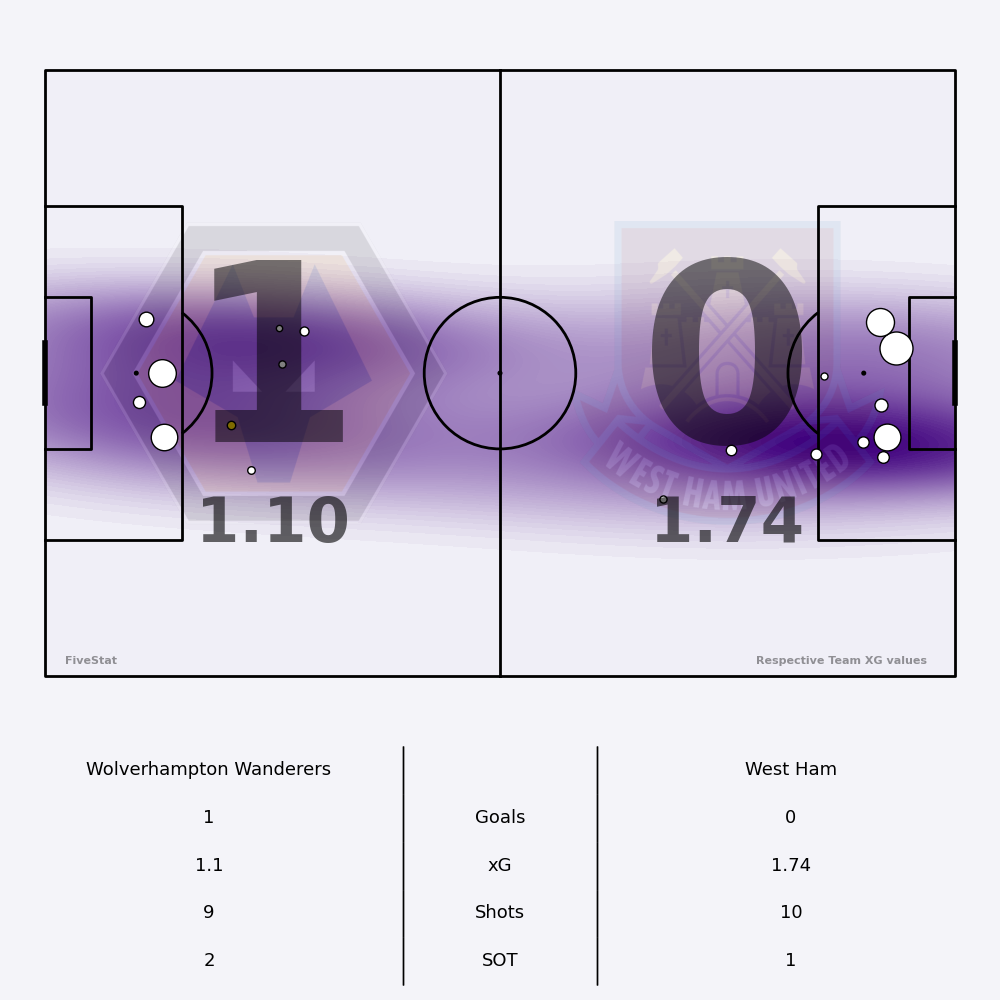 1 0
WEST HAM UNITED
1.10 1.74
FiveStat Respective Team XG values
Wolverhampton Wanderers West Ham
1 Goals 0
1.1 xG 1.74
9 Shots 10
2 SOT 1